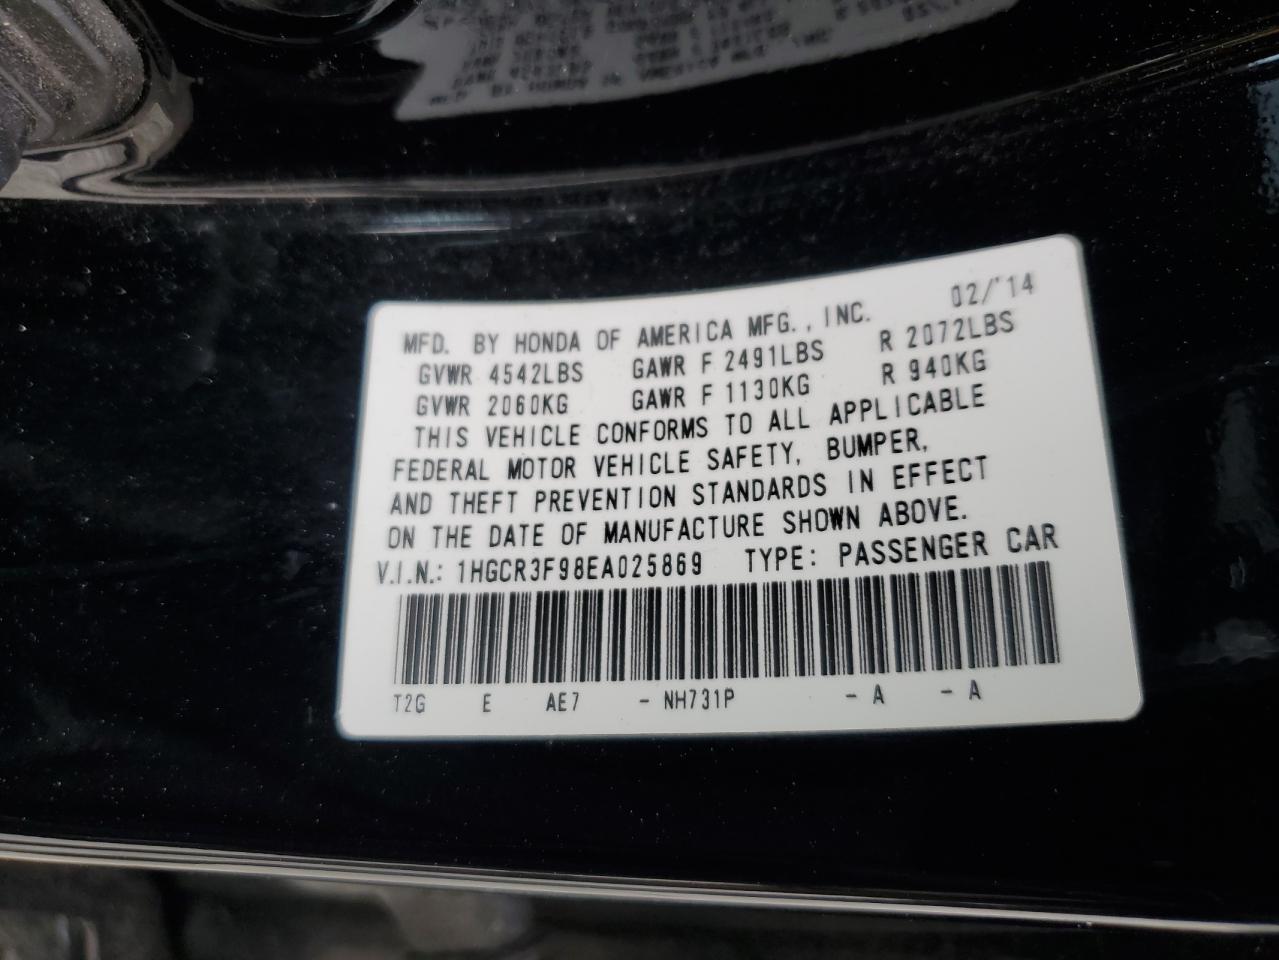 MFD. BY HONDA OF AMERICA MFG., INC. 02/'14
GVWR 4542LBS GAWR F 2491LBS R 2072LBS
GVWR 2060KG GAWR F 1130KG R 940KG
THIS VEHICLE CONFORMS TO ALL APPLICABLE
FEDERAL MOTOR VEHICLE SAFETY, BUMPER,
AND THEFT PREVENTION STANDARDS IN EFFECT
ON THE DATE OF MANUFACTURE SHOWN ABOVE.
V.I.N.: 1HGCR3F98EA025869 TYPE: PASSENGER CAR
T2G E AE7 - NH731P - A - A